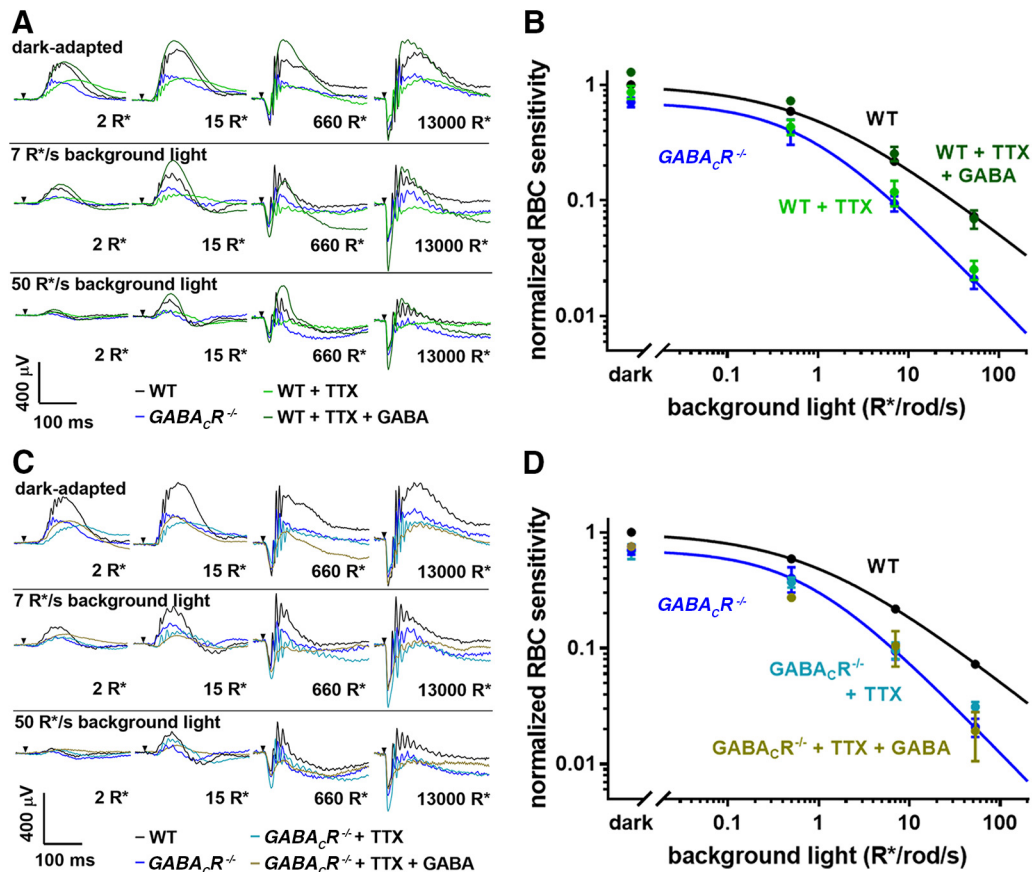 A
dark-adapted
2 R* 15 R* 660 R* 13000 R*
7 R*/s background light
2 R* 15 R* 660 R* 13000 R*
50 R*/s background light
2 R* 15 R* 660 R* 13000 R*
400 µV
100 ms
WT
WT + TTX
GABACR -/-
WT + TTX + GABA
B
normalized RBC sensitivity
1
0.1
0.01
WT
GABACR-/-
WT + TTX
+ GABA
WT + TTX
dark 0.1 1 10 100
background light (R*/rod/s)
C
dark-adapted
2 R* 15 R* 660 R* 13000 R*
7 R*/s background light
2 R* 15 R* 660 R* 13000 R*
50 R*/s background light
2 R* 15 R* 660 R* 13000 R*
400 µV
100 ms
WT
GABACR -/- + TTX
GABACR -/-
GABACR -/- + TTX + GABA
D
normalized RBC sensitivity
1
0.1
0.01
WT
GABACR-/-
GABACR-/-
+ TTX
GABACR-/- + TTX + GABA
dark 0.1 1 10 100
background light (R*/rod/s)